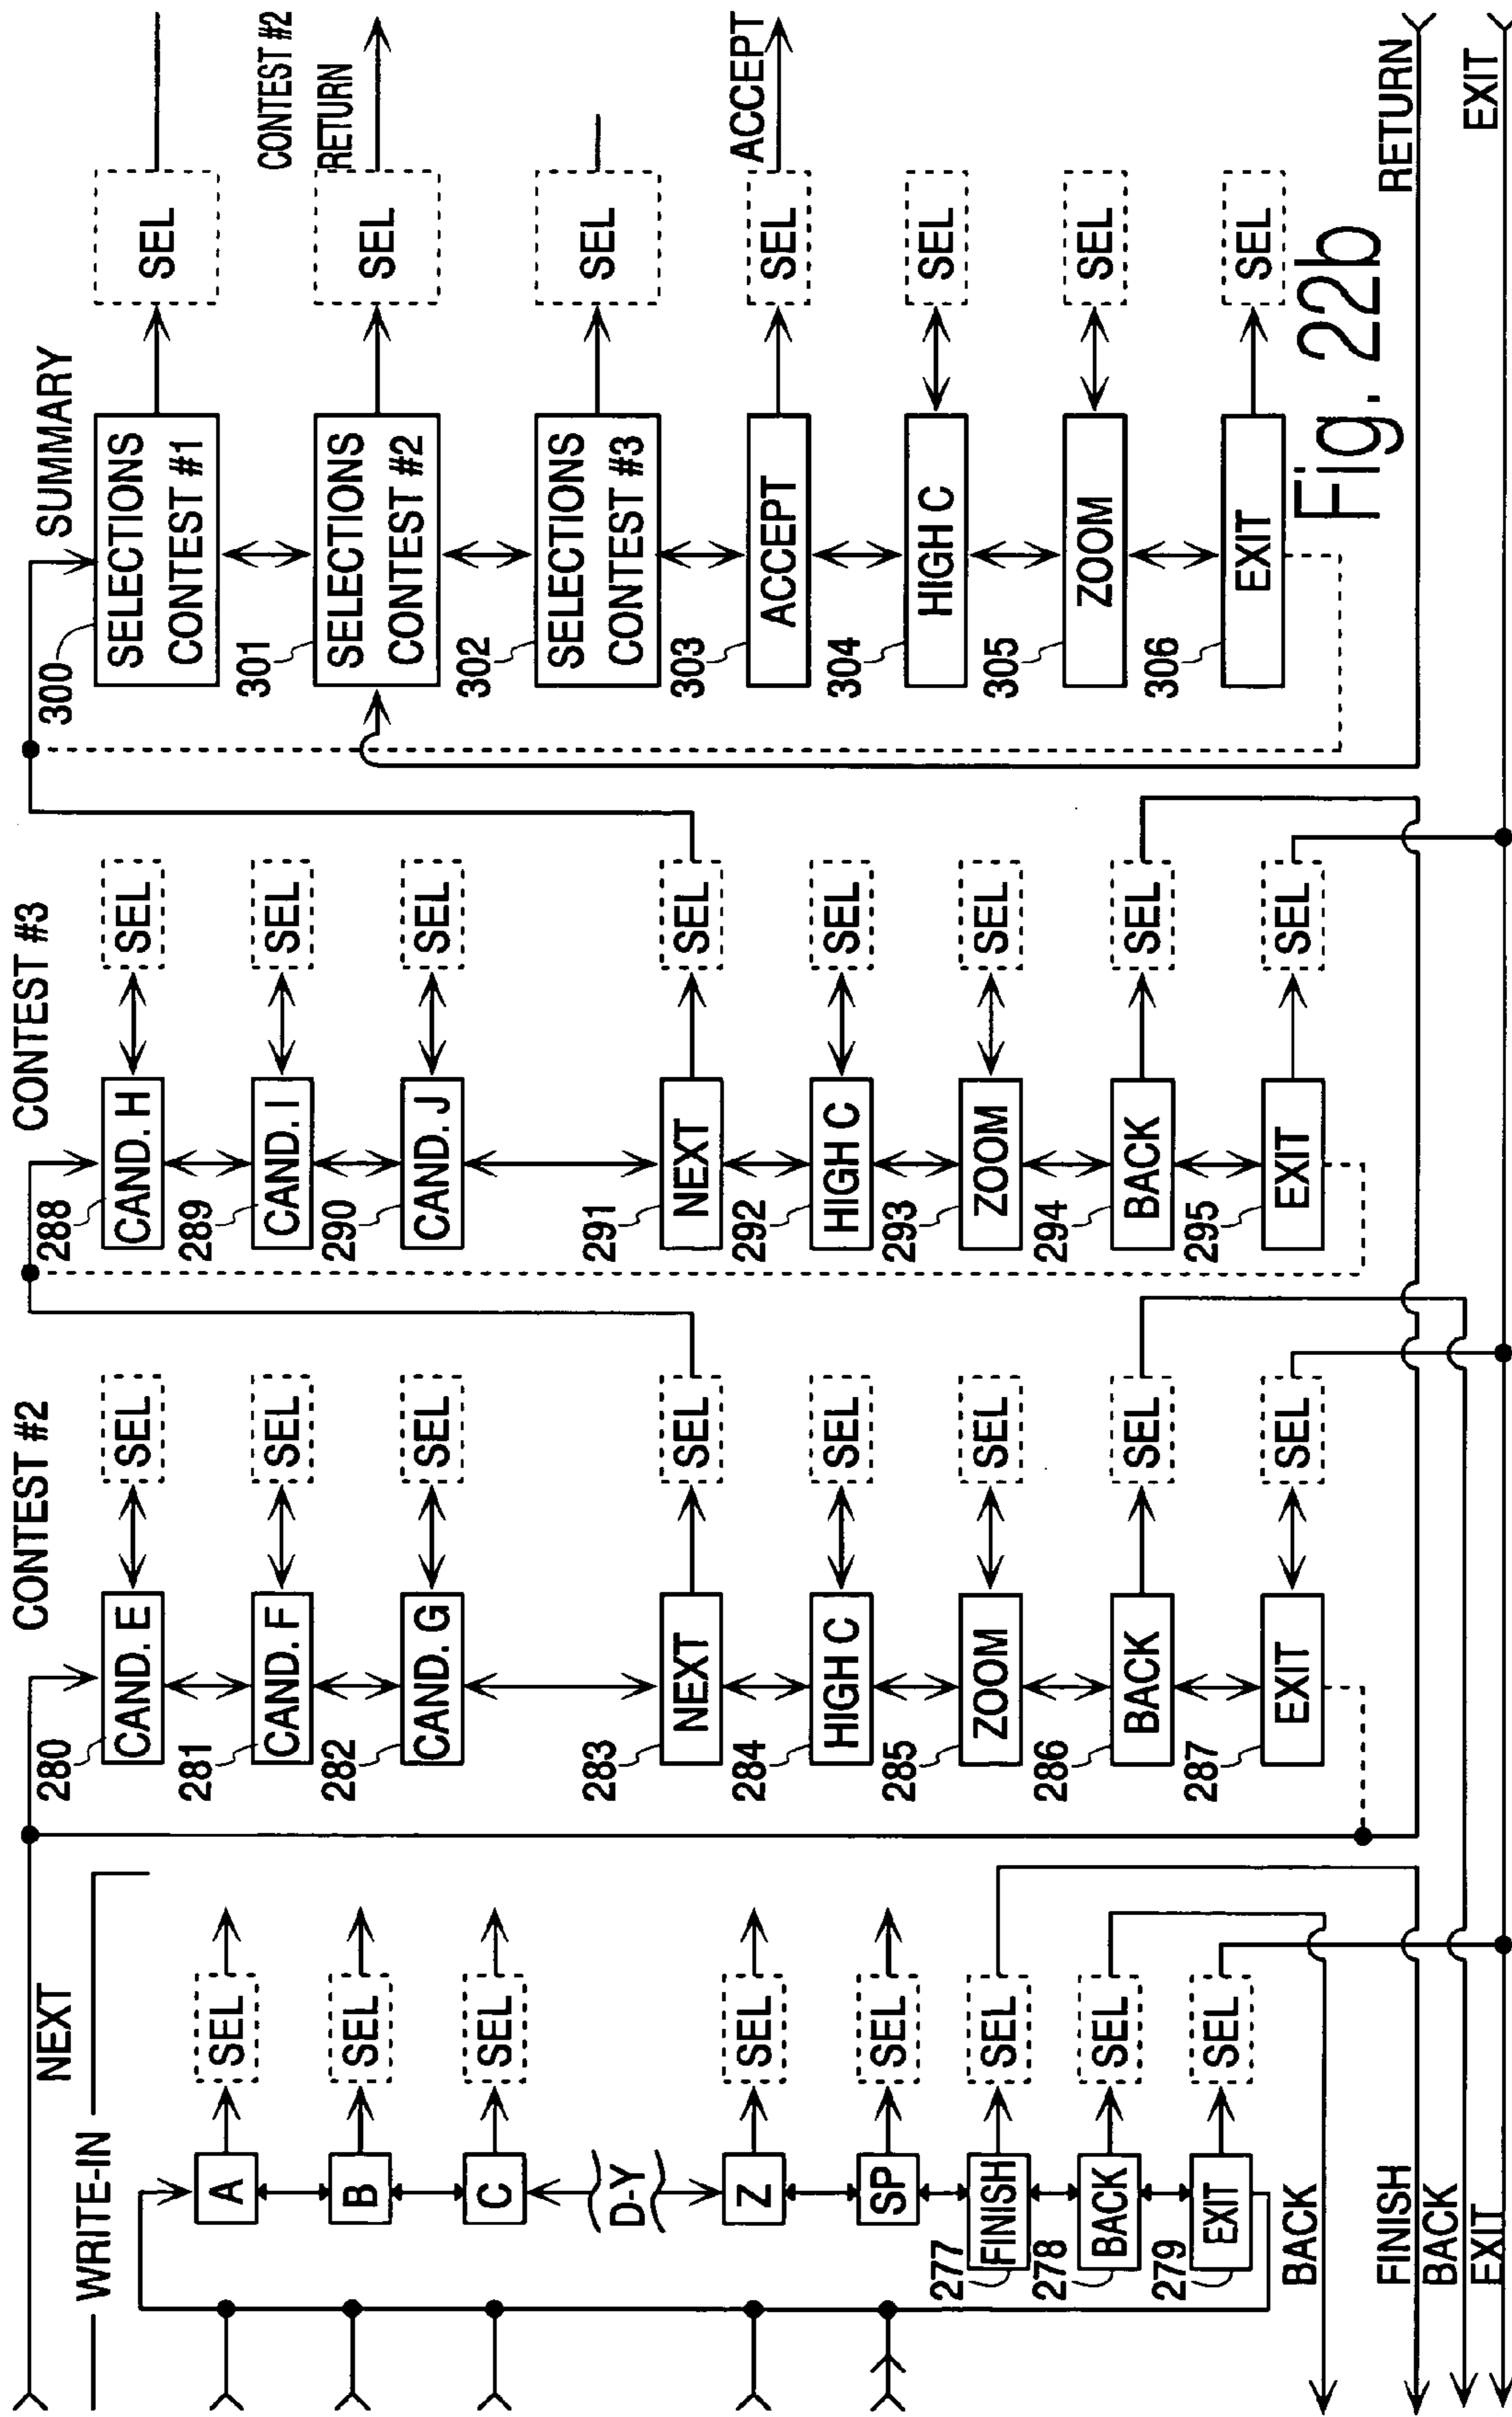 NEXT
WRITE-IN
A
SEL
B
SEL
C
SEL
D-Y
Z
SEL
SP
SEL
277
FINISH
SEL
278
BACK
SEL
279
EXIT
SEL
BACK
FINISH
BACK
EXIT
CONTEST #2
280
CAND. E
SEL
281
CAND. F
SEL
282
CAND. G
SEL
283
NEXT
SEL
284
HIGH C
SEL
285
ZOOM
SEL
286
BACK
SEL
287
EXIT
SEL
CONTEST #3
288
CAND. H
SEL
289
CAND. I
SEL
290
CAND. J
SEL
291
NEXT
SEL
292
HIGH C
SEL
293
ZOOM
SEL
294
BACK
SEL
295
EXIT
SEL
SUMMARY
300
SELECTIONS
CONTEST #1
SEL
301
SELECTIONS
CONTEST #2
SEL
CONTEST #2
RETURN
302
SELECTIONS
CONTEST #3
SEL
303
ACCEPT
SEL
ACCEPT
304
HIGH C
SEL
305
ZOOM
SEL
306
EXIT
SEL
Fig. 22b
RETURN
EXIT